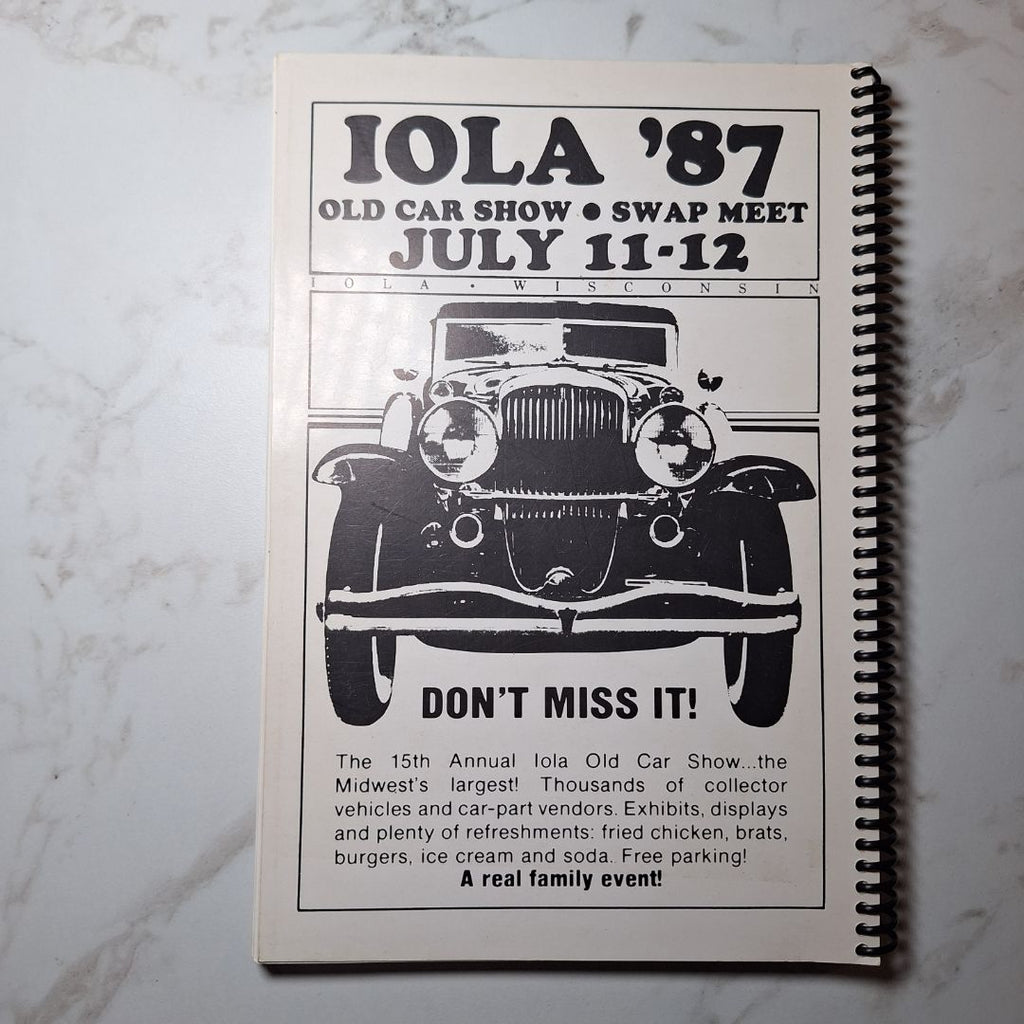 IOLA '87
OLD CAR SHOW • SWAP MEET
JULY 11-12
IOLA • WISCONSIN
DON'T MISS IT!
The 15th Annual Iola Old Car Show...the
Midwest's largest! Thousands of collector
vehicles and car-part vendors. Exhibits, displays
and plenty of refreshments: fried chicken, brats,
burgers, ice cream and soda. Free parking!
A real family event!